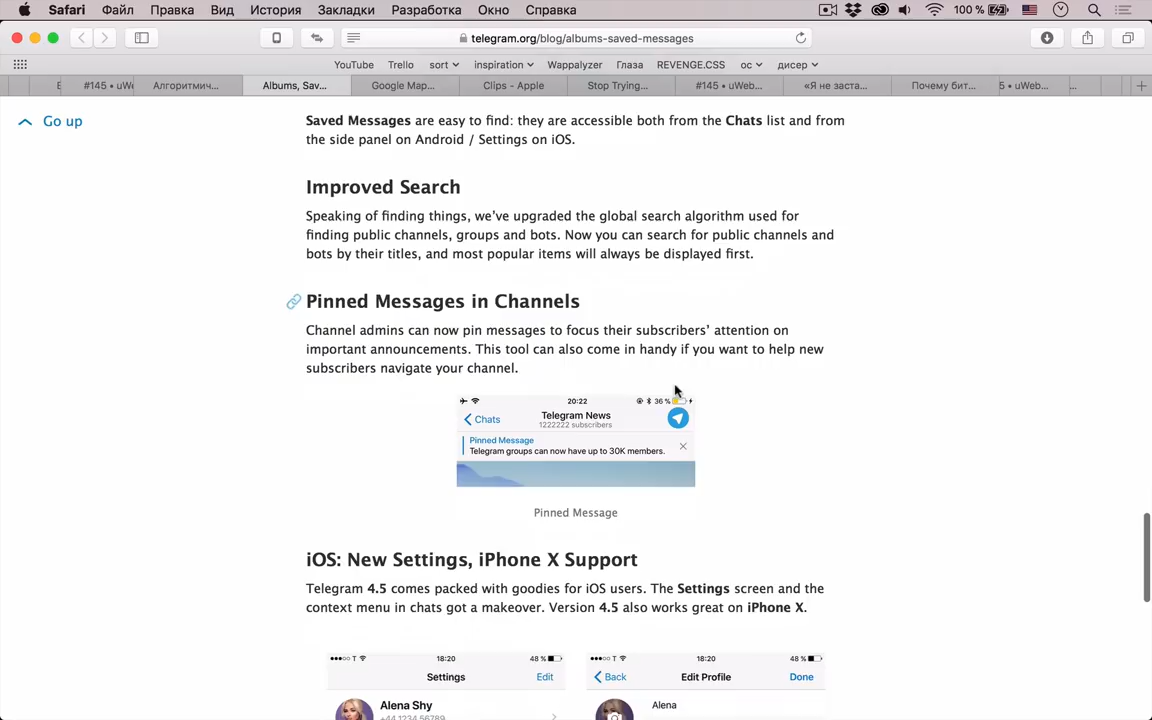 Safari Файл Правка Вид История Закладки Разработка Окно Справка 100 %
telegram.org/blog/albums-saved-messages
YouTube Trello sort inspiration Wappalyzer Глаза REVENGE.CSS ос дисер
#145 • uWe Алгоритмич... Albums, Sav... Google Map... Clips - Apple Stop Trying... #145 • uWeb... «Я не заста... Почему бит... 5 • uWeb... ...
Go up
Saved Messages are easy to find: they are accessible both from the Chats list and from
the side panel on Android / Settings on iOS.
Improved Search
Speaking of finding things, we've upgraded the global search algorithm used for
finding public channels, groups and bots. Now you can search for public channels and
bots by their titles, and most popular items will always be displayed first.
Pinned Messages in Channels
Channel admins can now pin messages to focus their subscribers' attention on
important announcements. This tool can also come in handy if you want to help new
subscribers navigate your channel.
20:22 36 %
Chats Telegram News
1222222 subscribers
Pinned Message
Telegram groups can now have up to 30K members.
Pinned Message
iOS: New Settings, iPhone X Support
Telegram 4.5 comes packed with goodies for iOS users. The Settings screen and the
context menu in chats got a makeover. Version 4.5 also works great on iPhone X.
T 18:20 48 %
Settings Edit
Alena Shy
+44 1234 56789
T 18:20 48 %
Back Edit Profile Done
Alena